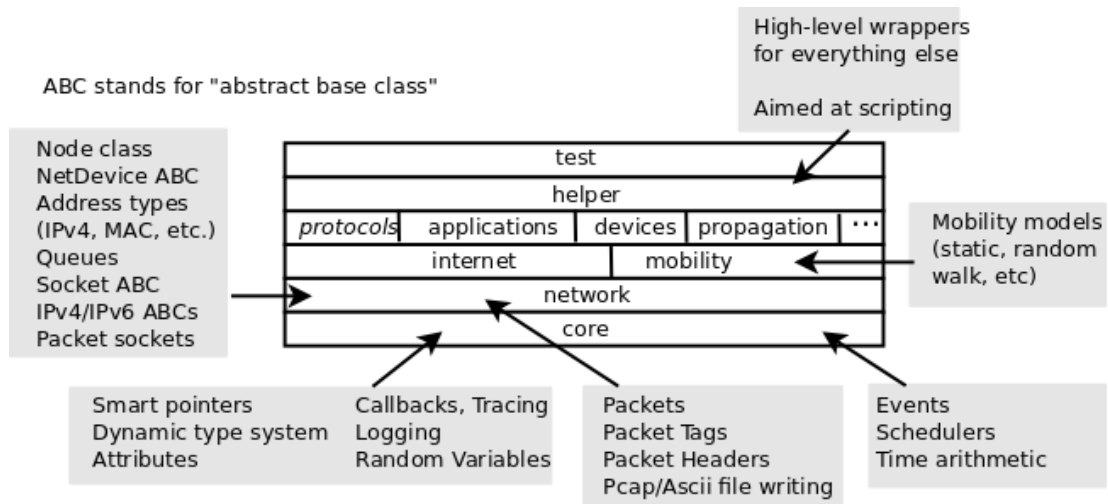 High-level wrappers
for everything else
Aimed at scripting
ABC stands for "abstract base class"
Node class
NetDevice ABC
Address types
(IPv4, MAC, etc.)
Queues
Socket ABC
IPv4/IPv6 ABCs
Packet sockets
test
helper
protocols applications devices propagation ...
internet mobility
network
core
Mobility models
(static, random
walk, etc)
Smart pointers
Dynamic type system
Attributes
Callbacks, Tracing
Logging
Random Variables
Packets
Packet Tags
Packet Headers
Pcap/Ascii file writing
Events
Schedulers
Time arithmetic